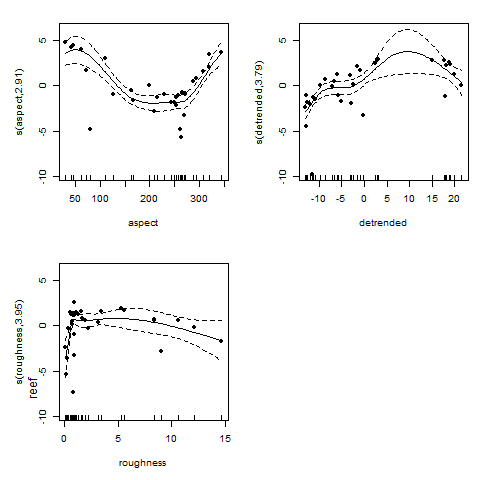 s(aspect,2.91)
5
0
-5
-10
50 100 200 300
aspect
s(detrended,3.79)
5
0
-5
-10
-10 -5 0 5 10 15 20
detrended
s(roughness,3.95)
reef
5
0
-5
-10
0 5 10 15
roughness